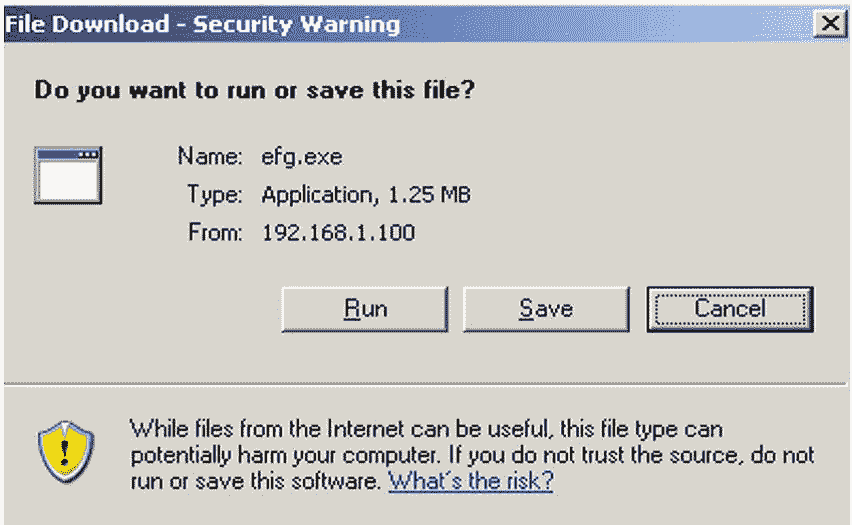 File Download - Security Warning
Do you want to run or save this file?
Name: efg.exe
Type: Application, 1.25 MB
From: 192.168.1.100
Run Save Cancel
While files from the Internet can be useful, this file type can
potentially harm your computer. If you do not trust the source, do not
run or save this software. What's the risk?